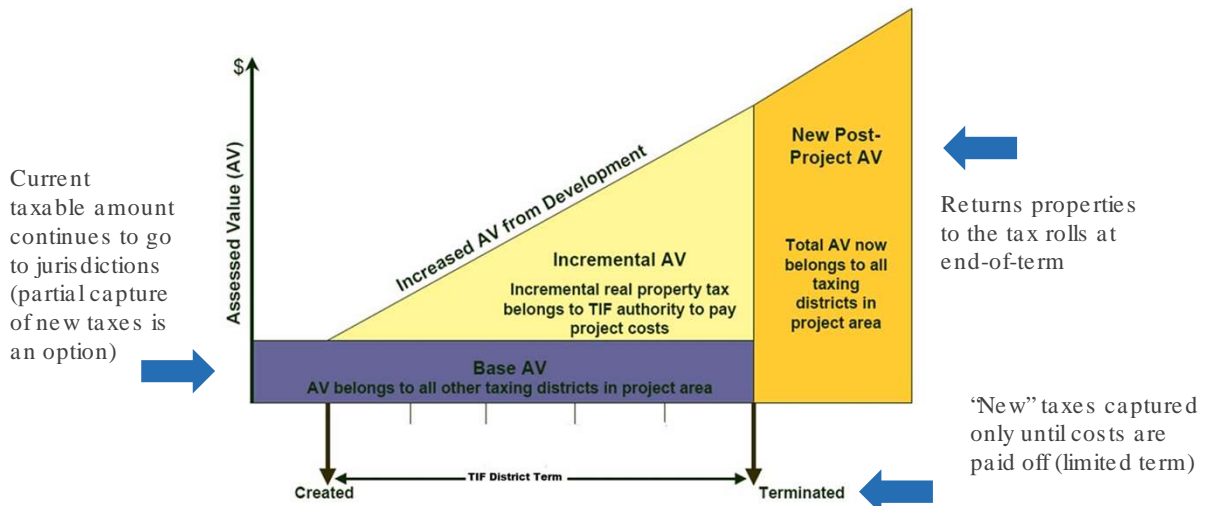 $
Assessed Value (AV)
Current
taxable amount
continues to go
to jurisdictions
(partial capture
of new taxes is
an option)
Increased AV from Development
Incremental AV
Incremental real property tax
belongs to TIF authority to pay
project costs
Base AV
AV belongs to all other taxing districts in project area
New Post-
Project AV
Total AV now
belongs to all
taxing
districts in
project area
Returns properties
to the tax rolls at
end-of-term
"New" taxes captured
only until costs are
paid off (limited term)
TIF District Term
Created
Terminated